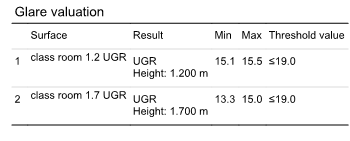 Glare valuation
Surface Result Min Max Threshold value
1 class room 1.2 UGR UGR 15.1 15.5 ≤19.0
Height: 1.200 m
2 class room 1.7 UGR UGR 13.3 15.0 ≤19.0
Height: 1.700 m